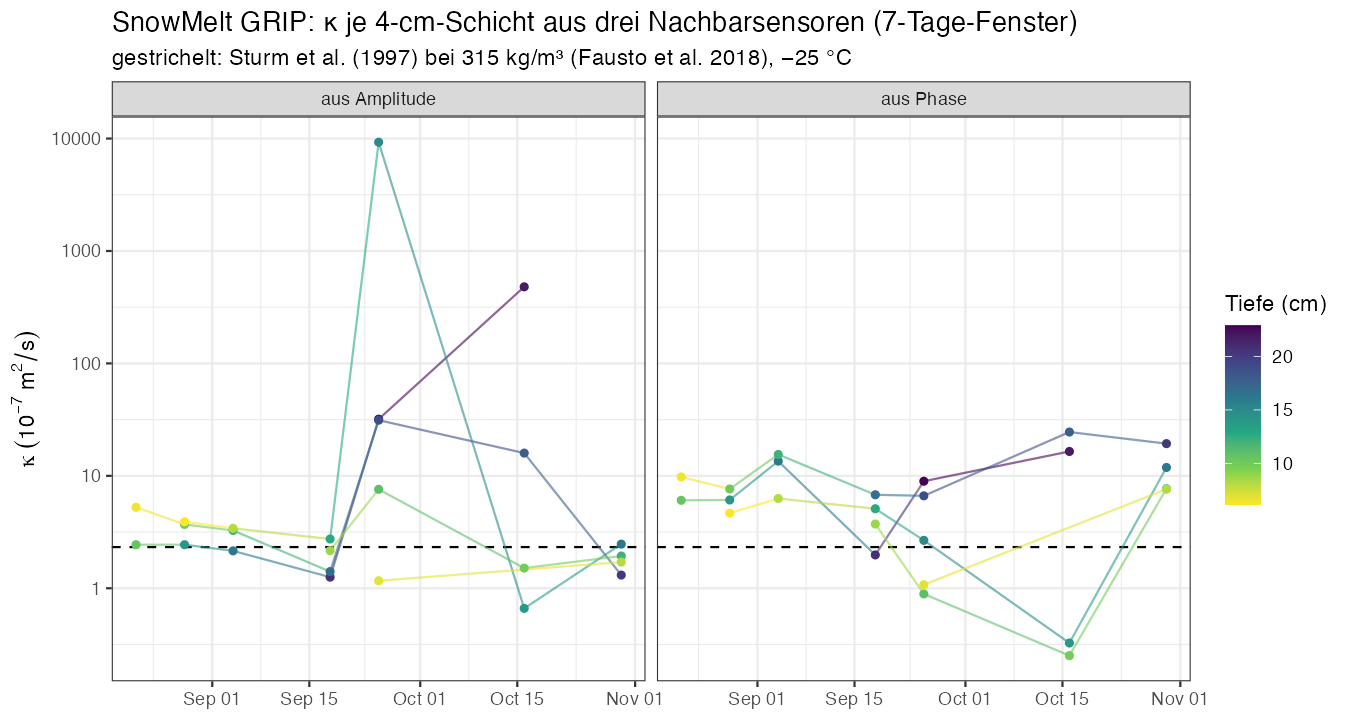 SnowMelt GRIP: κ je 4-cm-Schicht aus drei Nachbarsensoren (7-Tage-Fenster)
gestrichelt: Sturm et al. (1997) bei 315 kg/m³ (Fausto et al. 2018), −25 °C
aus Amplitude
aus Phase
κ (10⁻⁷ m²/s)
10000
1000
100
10
1
Sep 01
Sep 15
Oct 01
Oct 15
Nov 01
Sep 01
Sep 15
Oct 01
Oct 15
Nov 01
Tiefe (cm)
20
15
10